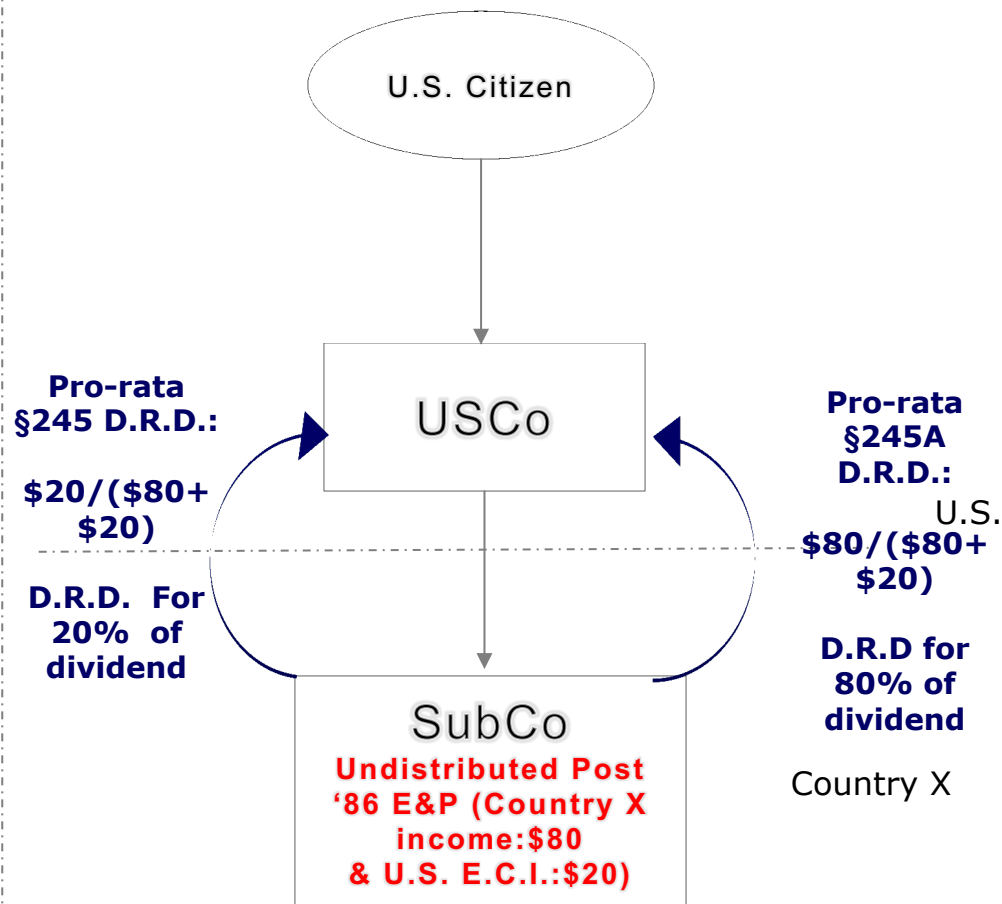 U.S. Citizen
USCo
Pro-rata
§245 D.R.D.:
$20/($80+
$20)
D.R.D. For
20% of
dividend
Pro-rata
§245A
D.R.D.:
U.S.
$80/($80+
$20)
D.R.D for
80% of
dividend
SubCo
Undistributed Post
‘86 E&P (Country X
income:$80
& U.S. E.C.I.:$20)
Country X